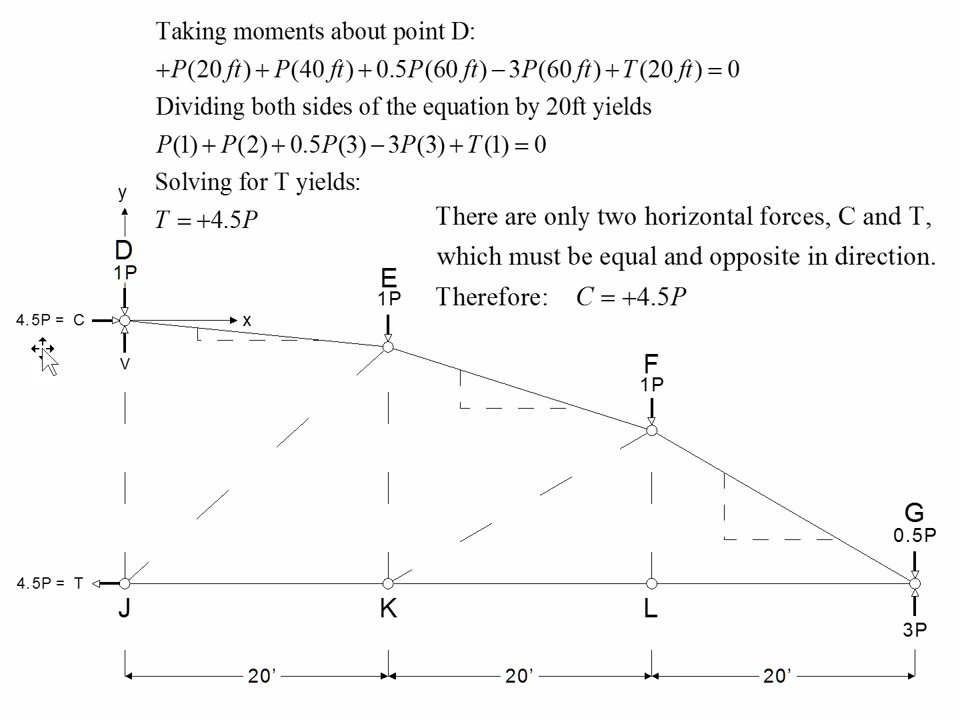 Taking moments about point D:
+P(20 ft) + P(40 ft) + 0.5P(60 ft) − 3P(60 ft) + T(20 ft) = 0
Dividing both sides of the equation by 20ft yields
P(1) + P(2) + 0.5P(3) − 3P(3) + T(1) = 0
Solving for T yields:
T = +4.5P
There are only two horizontal forces, C and T,
which must be equal and opposite in direction.
Therefore: C = +4.5P
y
D
1P
E
1P
4.5P = C
x
V
F
1P
G
0.5P
4.5P = T
J
K
L
3P
20'
20'
20'